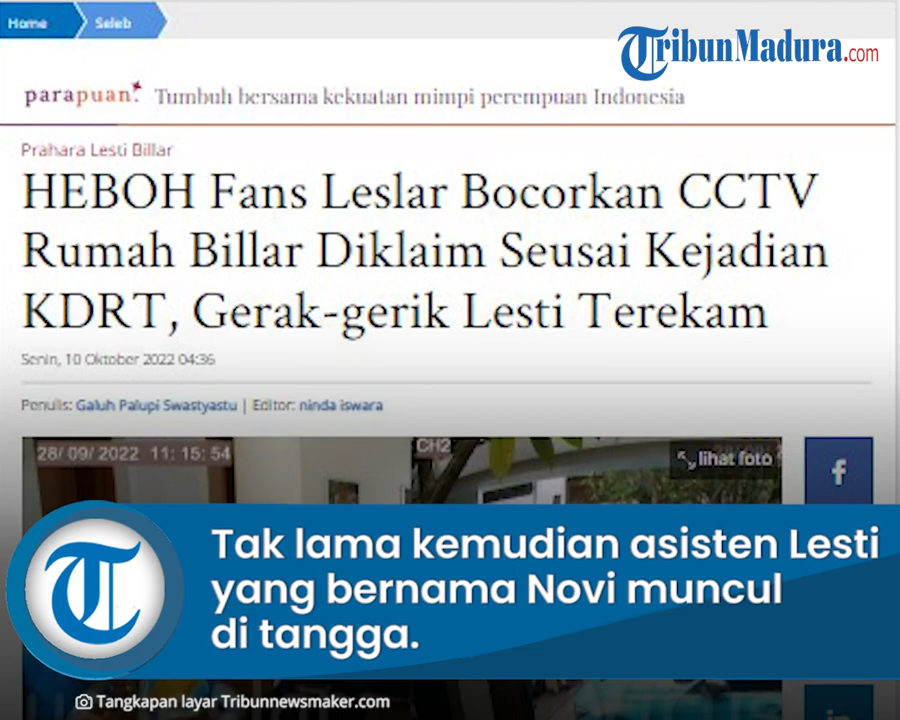 Home Seleb
TribunMadura.com
parapuan. Tumbuh bersama kekuatan mimpi perempuan Indonesia
Prahara Lesti Billar
HEBOH Fans Leslar Bocorkan CCTV
Rumah Billar Diklaim Seusai Kejadian
KDRT, Gerak-gerik Lesti Terekam
Senin, 10 Oktober 2022 04:36
Penulis: Galuh Palupi Swastyastu | Editor: ninda iswara
28/09/2022 11:15:54
CH2
lihat foto
f
T
Tak lama kemudian asisten Lesti
yang bernama Novi muncul
di tangga.
Tangkapan layar Tribunnewsmaker.com
in